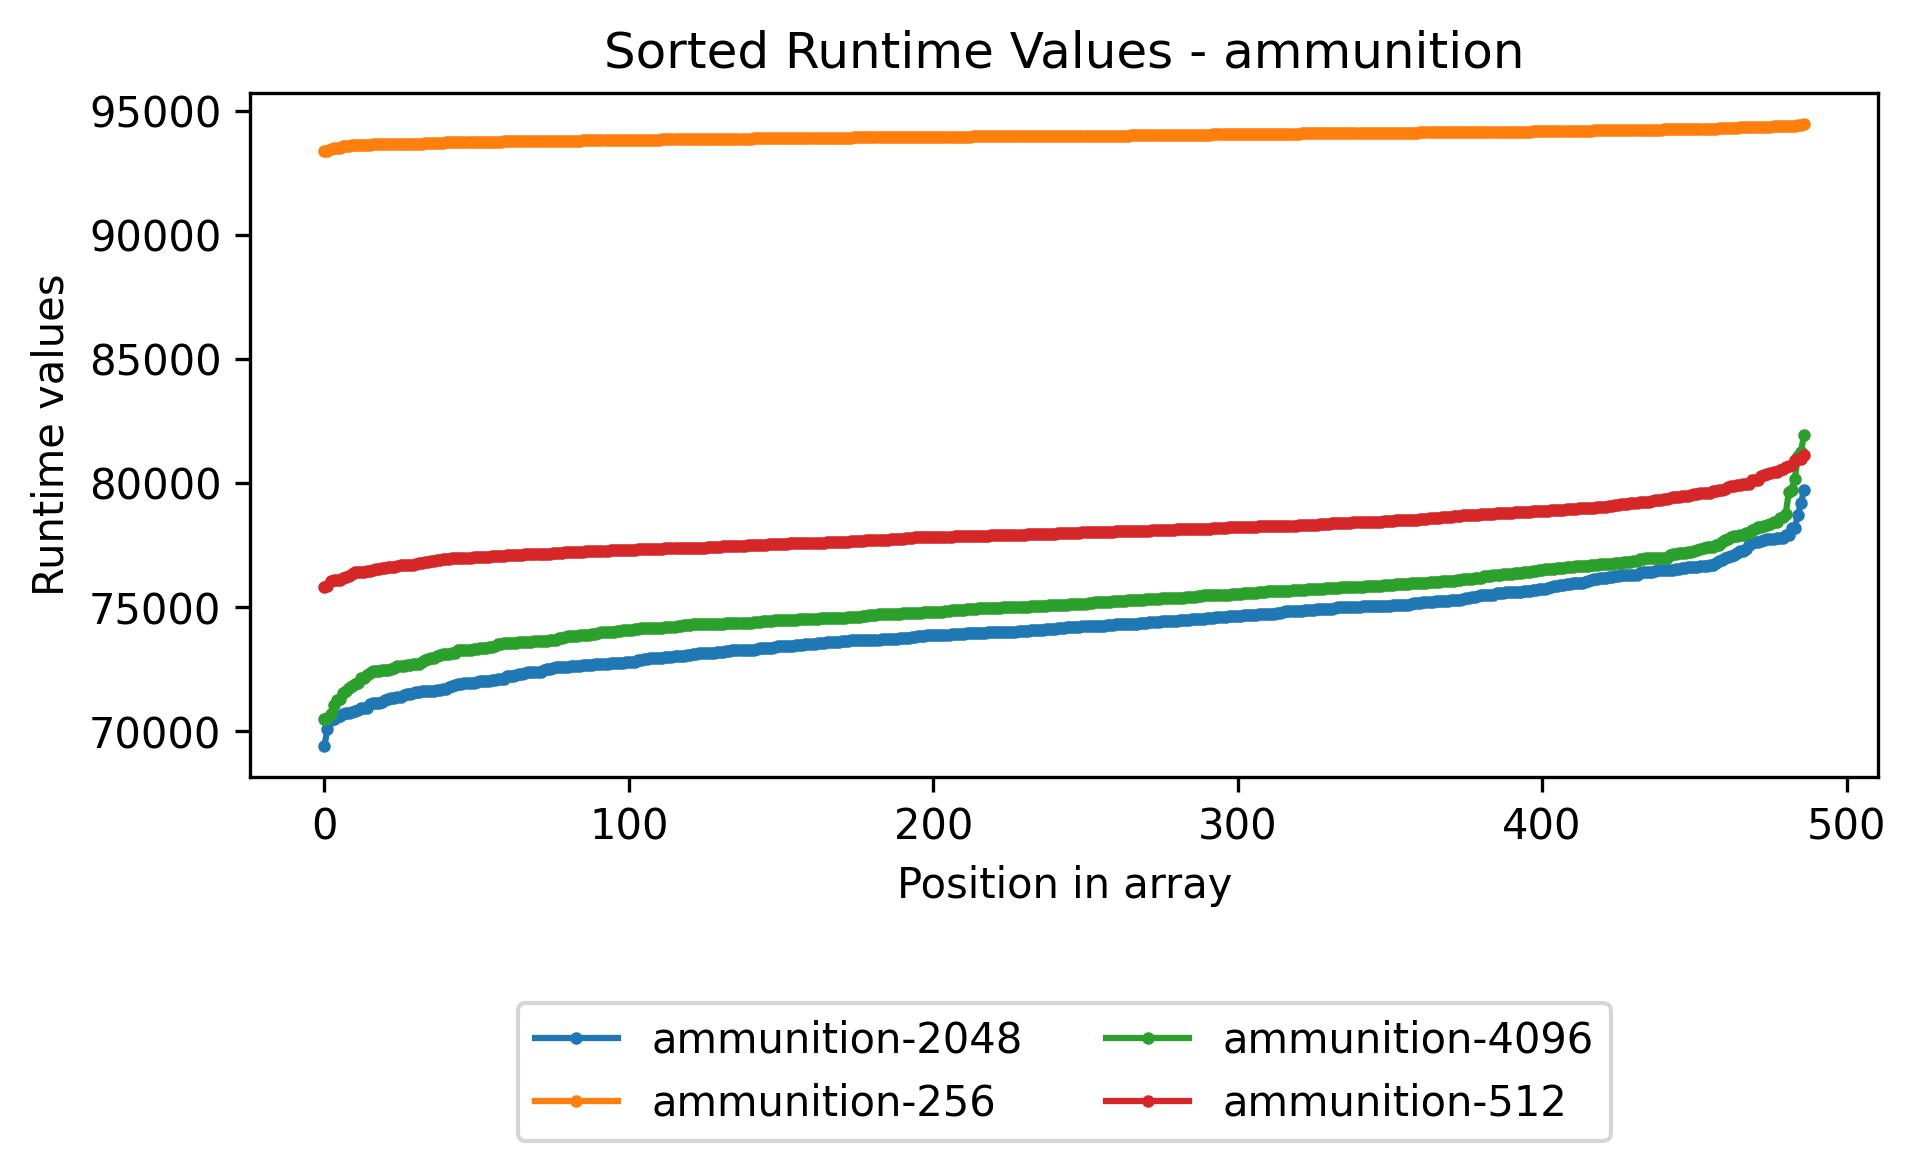 Sorted Runtime Values - ammunition
95000
90000
85000
80000
75000
70000
Runtime values
0 100 200 300 400 500
Position in array
ammunition-2048 ammunition-4096
ammunition-256 ammunition-512